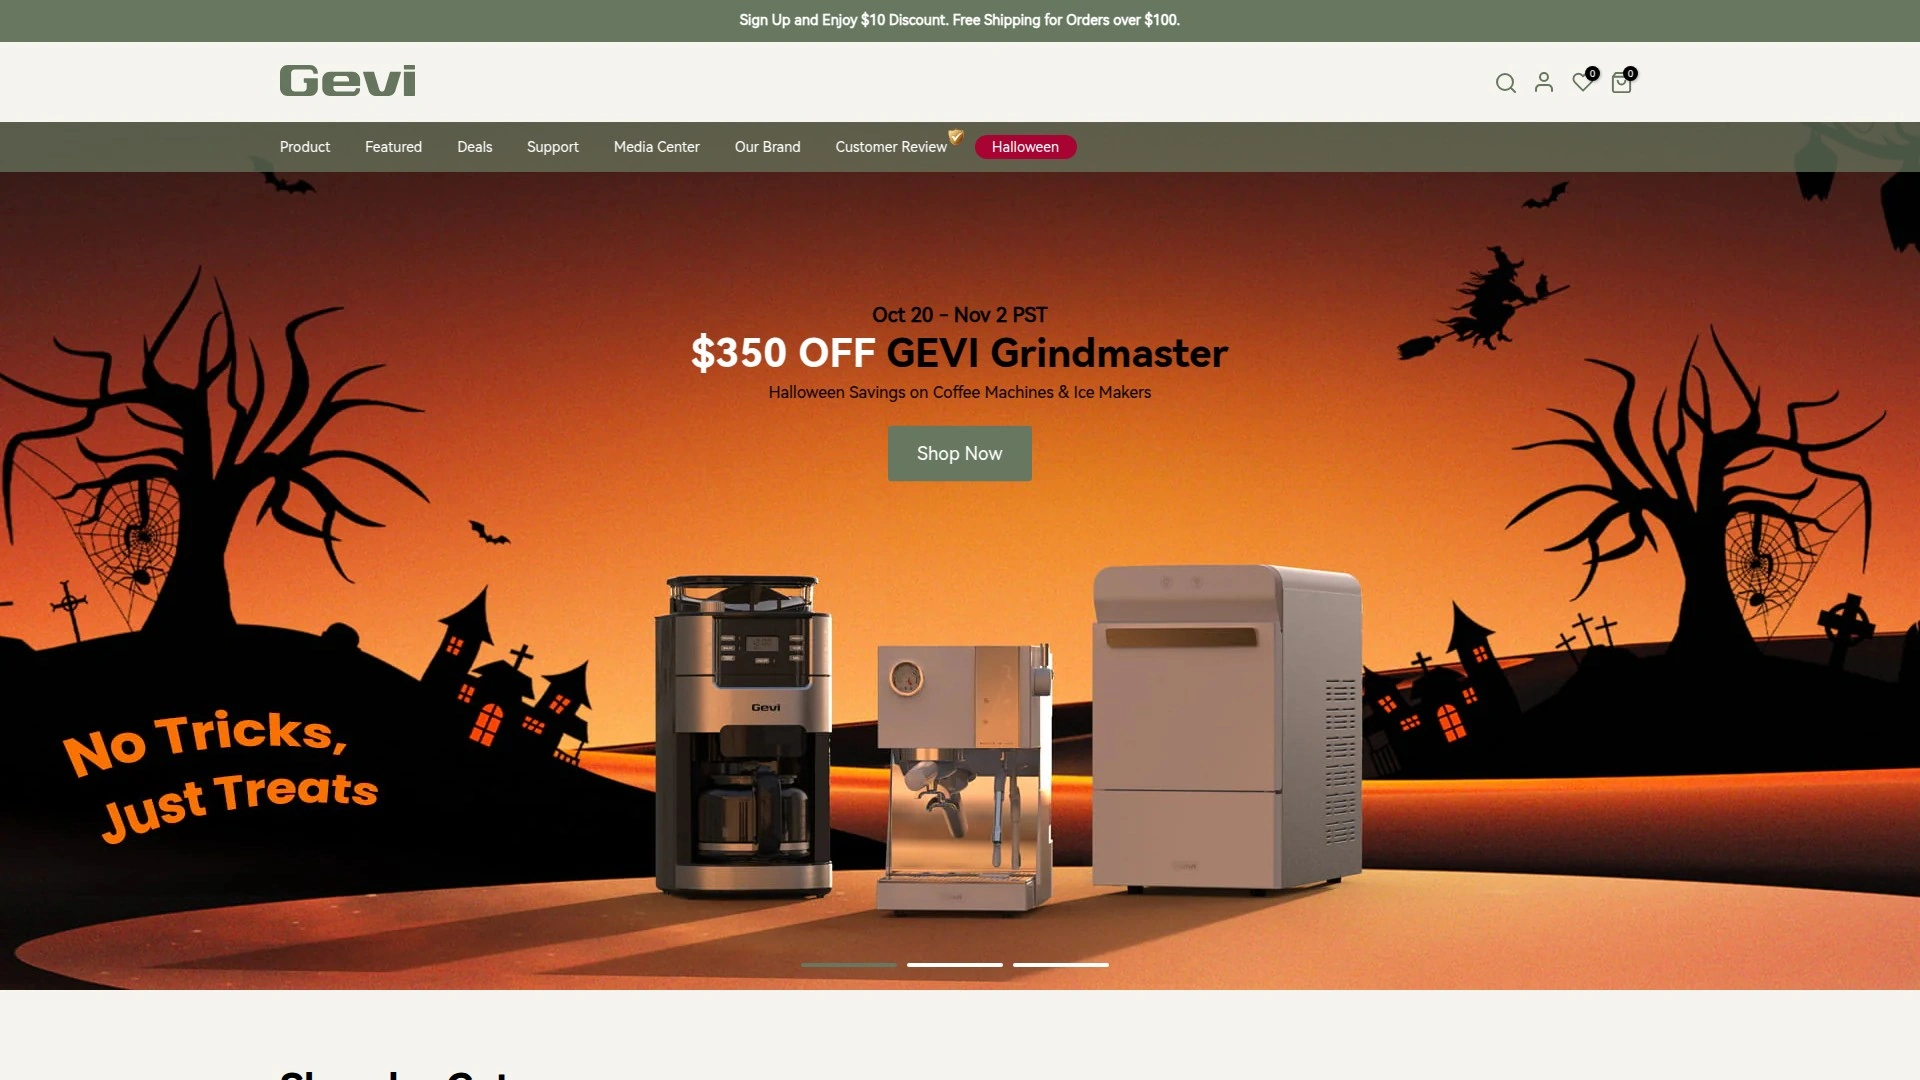 Sign Up and Enjoy $10 Discount. Free Shipping for Orders over $100.
Gevi
0
0
Product
Featured
Deals
Support
Media Center
Our Brand
Customer Review
Halloween
Oct 20 - Nov 2 PST
$350 OFF GEVI Grindmaster
Halloween Savings on Coffee Machines & Ice Makers
Shop Now
Gevi
No Tricks,
Just Treats